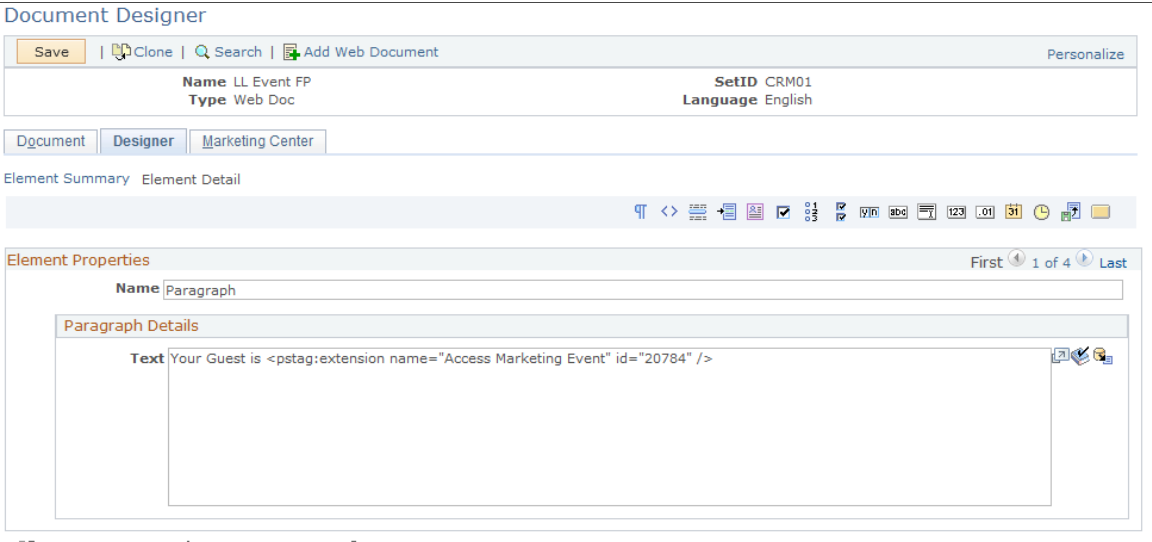 Document Designer
Save | Clone | Search | Add Web Document Personalize
Name LL Event FP SetID CRM01
Type Web Doc Language English
Document Designer Marketing Center
Element Summary Element Detail
Element Properties First 1 of 4 Last
Name Paragraph
Paragraph Details
Text Your Guest is <pstag:extension name="Access Marketing Event" id="20784" />